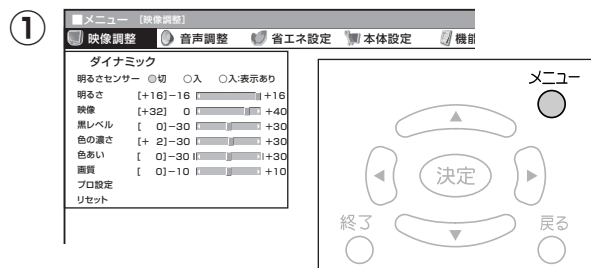 ①
■メニュー [映像調整]
映像調整 音声調整 省エネ設定 本体設定 機能
ダイナミック
明るさセンサー ◎切 ○入 ○入:表示あり
明るさ [+16] -16 +16
映像 [+32] 0 +40
黒レベル [ 0] -30 +30
色の濃さ [+ 2] -30 +30
色あい [ 0] -30 +30
画質 [ 0] -10 +10
プロ設定
リセット
メニュー
決定
終了
戻る